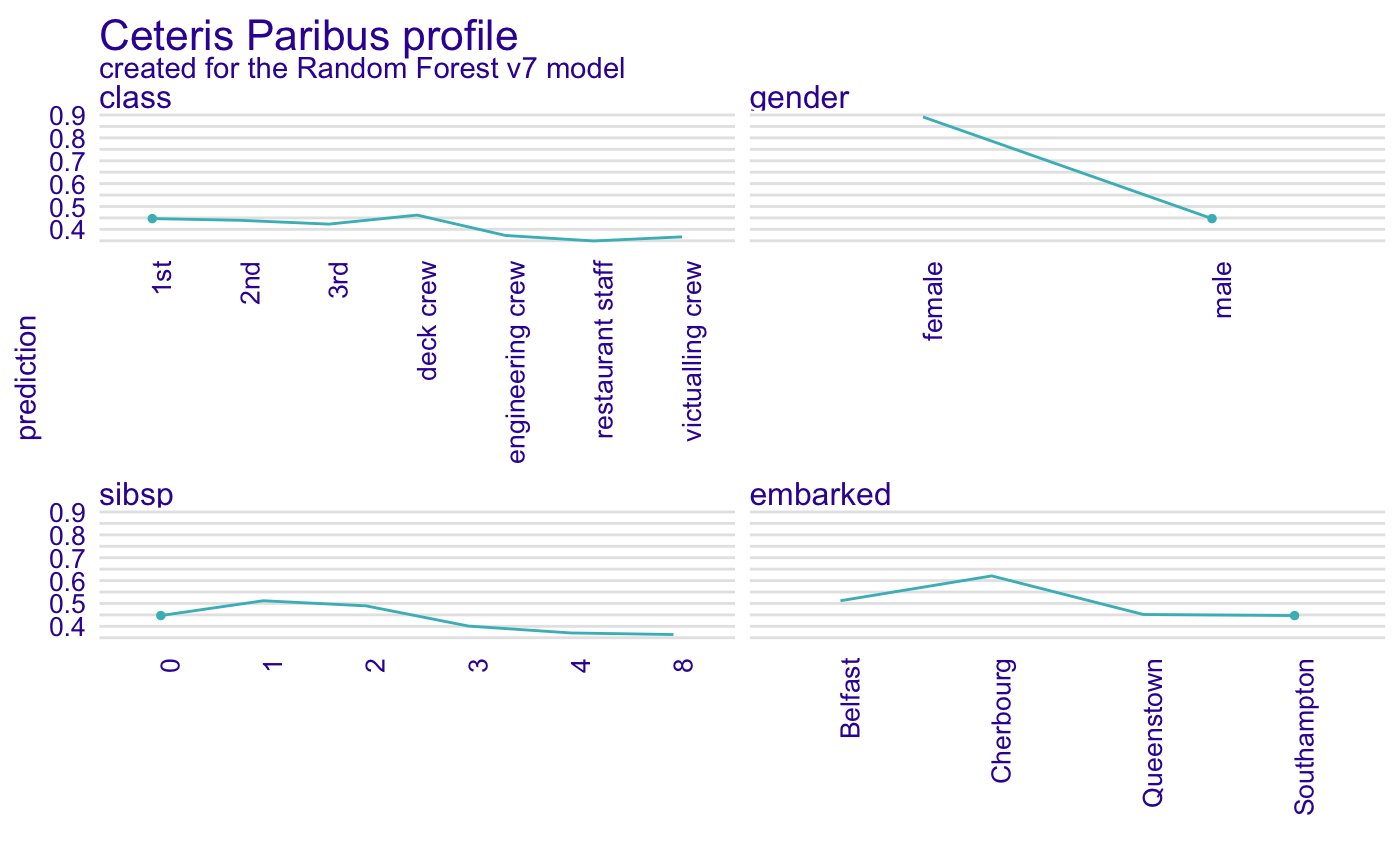 Ceteris Paribus profile
created for the Random Forest v7 model
class
0.9
0.8
0.7
0.6
0.5
0.4
1st
2nd
3rd
deck crew
engineering crew
restaurant staff
victualling crew
gender
female
male
prediction
sibsp
0.9
0.8
0.7
0.6
0.5
0.4
0
1
2
3
4
8
embarked
Belfast
Cherbourg
Queenstown
Southampton